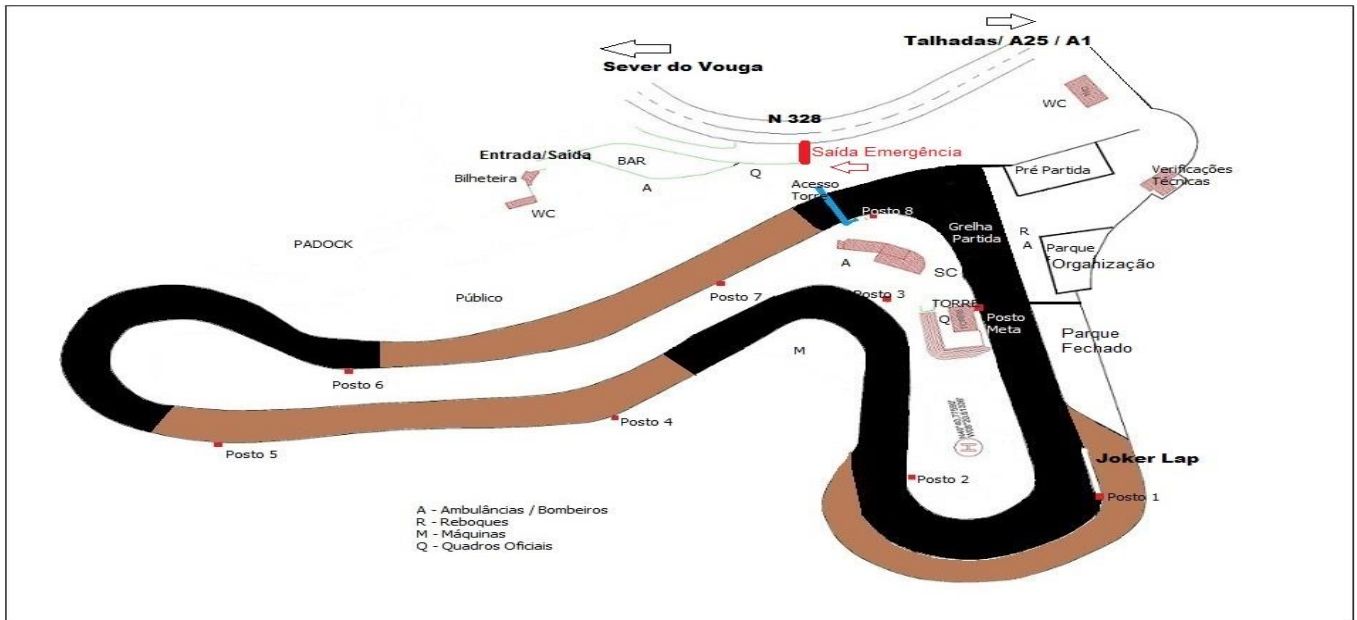 Talhadas/ A25 / A1
Sever do Vouga
WC
N 328
Entrada/Saída
BAR
Saída Emergência
Bilheteira
A
Q
Pré Partida
Verificações
Técnicas
WC
Acesso
Torre
Posto 8
Grelha
Partida
R
A
PADOCK
Parque
Organização
A
SC
Público
Posto 7
Posto 3
TORRE
Q
Posto
Meta
Parque
Fechado
M
Posto 6
Posto 4
Posto 5
H
Joker Lap
Posto 2
Posto 1
A - Ambulâncias / Bombeiros
R - Reboques
M - Máquinas
Q - Quadros Oficiais